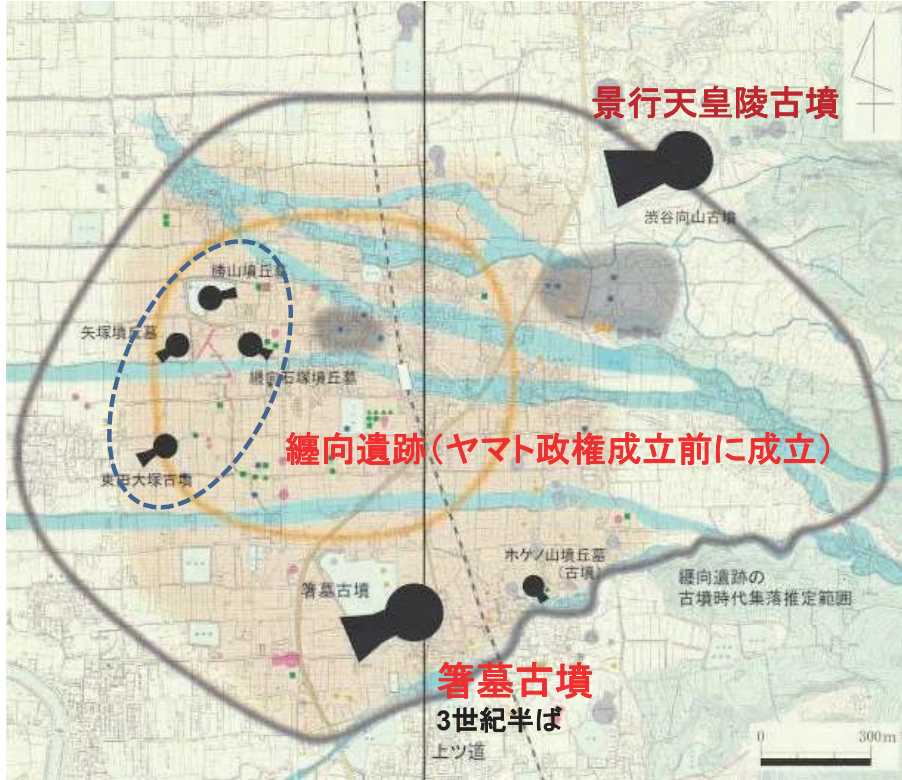 景行天皇陵古墳
渋谷向山古墳
勝山墳丘墓
矢塚墳丘墓
纒向石塚墳丘墓
纒向遺跡（ヤマト政権成立前に成立）
東田大塚古墳
ホケノ山墳丘墓
（古墳）
箸墓古墳
纒向遺跡の
古墳時代集落推定範囲
箸墓古墳
3世紀半ば
上ツ道
0 300m